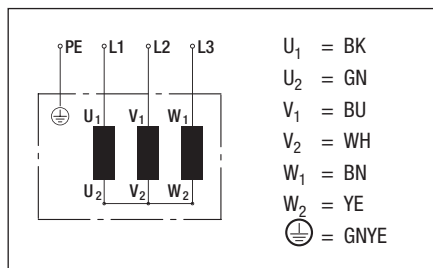 PE L1 L2 L3
U1 V1 W1
U2 V2 W2
U1 = BK
U2 = GN
V1 = BU
V2 = WH
W1 = BN
W2 = YE
= GNYE